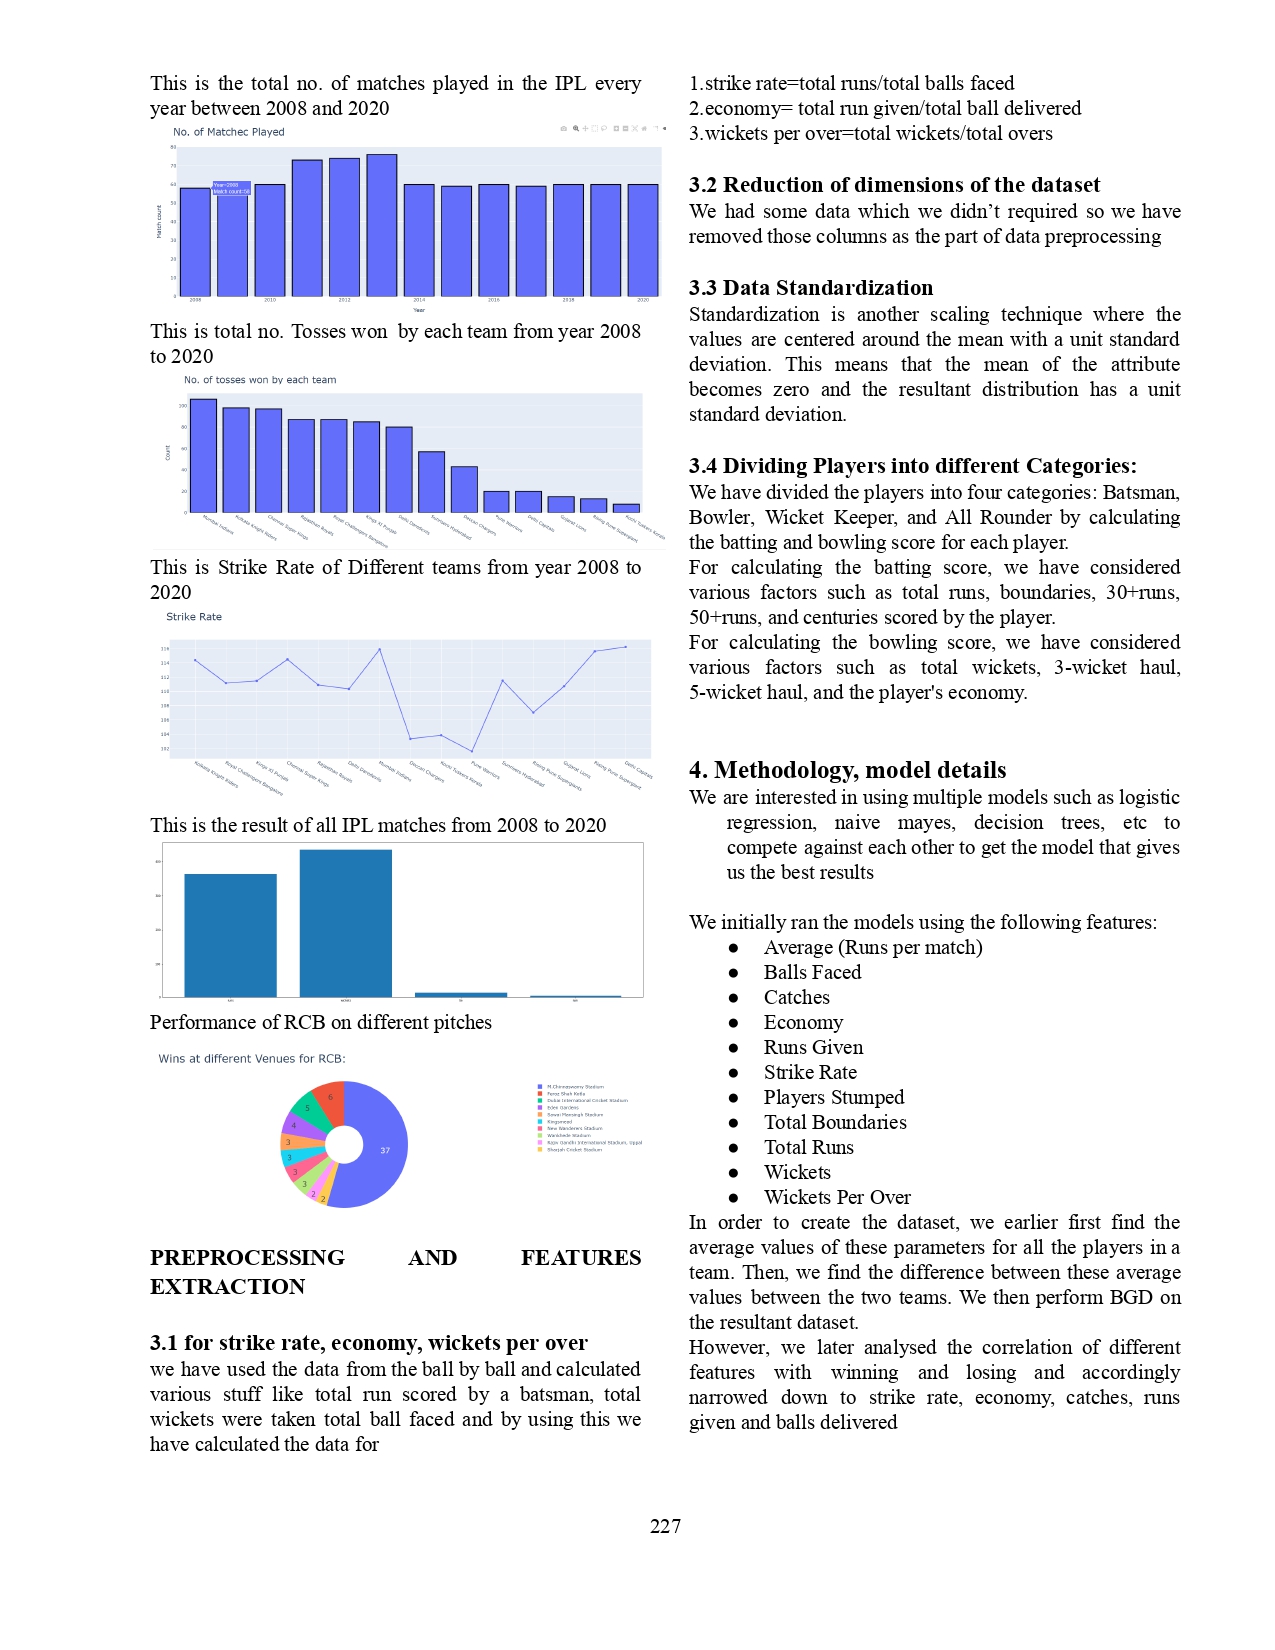 This is the total no. of matches played in the IPL every
year between 2008 and 2020
No. of Matchec Played
80
70
60
50
40
30
20
10
0
Match count
Year=2008
Match count=58
2008
2010
2012
2014
2016
2018
2020
Year
This is total no. Tosses won by each team from year 2008
to 2020
No. of tosses won by each team
100
80
60
40
20
0
Count
Mumbai Indians
Kolkata Knight Riders
Chennai Super Kings
Rajasthan Royals
Royal Challengers Bangalore
Kings XI Punjab
Delhi Daredevils
Sunrisers Hyderabad
Deccan Chargers
Pune Warriors
Delhi Capitals
Gujarat Lions
Rising Pune Supergiant
Kochi Tuskers Kerala
This is Strike Rate of Different teams from year 2008 to
2020
Strike Rate
116
114
112
110
108
106
104
102
Kolkata Knight Riders
Royal Challengers Bangalore
Kings XI Punjab
Chennai Super Kings
Rajasthan Royals
Delhi Daredevils
Mumbai Indians
Deccan Chargers
Kochi Tuskers Kerala
Pune Warriors
Sunrisers Hyderabad
Rising Pune Supergiants
Gujarat Lions
Rising Pune Supergiant
Delhi Capitals
This is the result of all IPL matches from 2008 to 2020
Performance of RCB on different pitches
Wins at different Venues for RCB:
37
6
5
4
3
3
3
3
2
2
M.Chinnaswamy Stadium
Feroz Shah Kotla
Dubai International Cricket Stadium
Eden Gardens
Sawai Mansingh Stadium
Kingsmead
New Wanderers Stadium
Wankhede Stadium
Rajiv Gandhi International Stadium, Uppal
Sharjah Cricket Stadium
PREPROCESSING AND FEATURES
EXTRACTION
3.1 for strike rate, economy, wickets per over
we have used the data from the ball by ball and calculated
various stuff like total run scored by a batsman, total
wickets were taken total ball faced and by using this we
have calculated the data for
1.strike rate=total runs/total balls faced
2.economy= total run given/total ball delivered
3.wickets per over=total wickets/total overs
3.2 Reduction of dimensions of the dataset
We had some data which we didn’t required so we have
removed those columns as the part of data preprocessing
3.3 Data Standardization
Standardization is another scaling technique where the
values are centered around the mean with a unit standard
deviation. This means that the mean of the attribute
becomes zero and the resultant distribution has a unit
standard deviation.
3.4 Dividing Players into different Categories:
We have divided the players into four categories: Batsman,
Bowler, Wicket Keeper, and All Rounder by calculating
the batting and bowling score for each player.
For calculating the batting score, we have considered
various factors such as total runs, boundaries, 30+runs,
50+runs, and centuries scored by the player.
For calculating the bowling score, we have considered
various factors such as total wickets, 3-wicket haul,
5-wicket haul, and the player's economy.
4. Methodology, model details
We are interested in using multiple models such as logistic
regression, naive mayes, decision trees, etc to
compete against each other to get the model that gives
us the best results
We initially ran the models using the following features:
● Average (Runs per match)
● Balls Faced
● Catches
● Economy
● Runs Given
● Strike Rate
● Players Stumped
● Total Boundaries
● Total Runs
● Wickets
● Wickets Per Over
In order to create the dataset, we earlier first find the
average values of these parameters for all the players in a
team. Then, we find the difference between these average
values between the two teams. We then perform BGD on
the resultant dataset.
However, we later analysed the correlation of different
features with winning and losing and accordingly
narrowed down to strike rate, economy, catches, runs
given and balls delivered
227